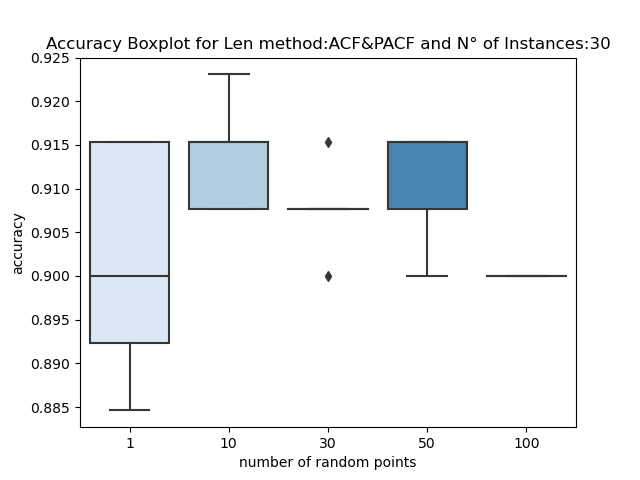 Accuracy Boxplot for Len method:ACF&PACF and N° of Instances:30
0.925
0.920
0.915
0.910
0.905
0.900
0.895
0.890
0.885
accuracy
1 10 30 50 100
number of random points